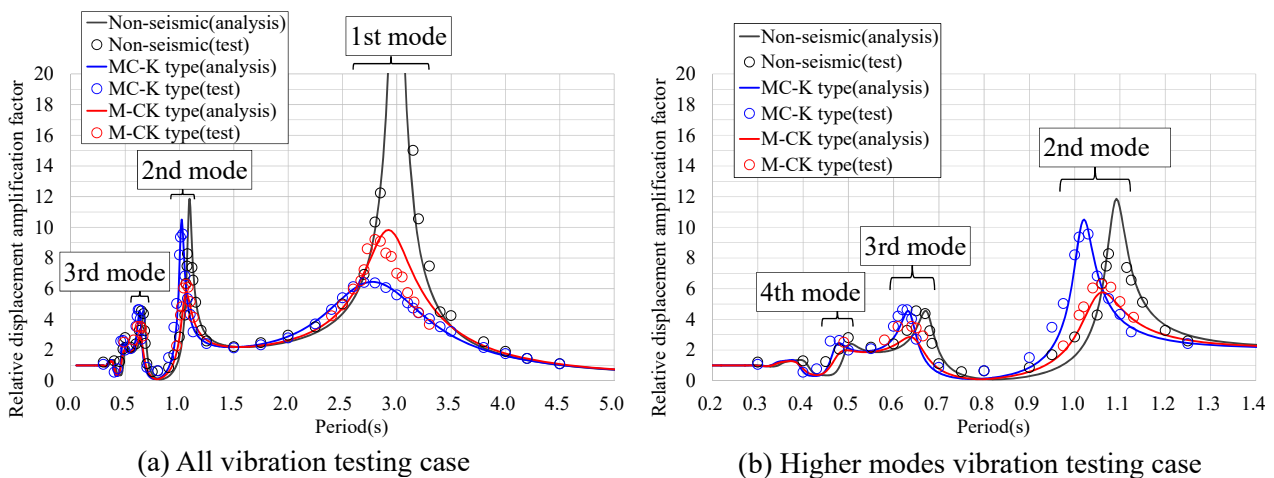 Non-seismic(analysis)
Non-seismic(test)
MC-K type(analysis)
MC-K type(test)
M-CK type(analysis)
M-CK type(test)
1st mode
2nd mode
3rd mode
Relative displacement amplification factor
20
18
16
14
12
10
8
6
4
2
0
0.0 0.5 1.0 1.5 2.0 2.5 3.0 3.5 4.0 4.5 5.0
Period(s)
(a) All vibration testing case
Non-seismic(analysis)
Non-seismic(test)
MC-K type(analysis)
MC-K type(test)
M-CK type(analysis)
M-CK type(test)
2nd mode
3rd mode
4th mode
Relative displacement amplification factor
20
18
16
14
12
10
8
6
4
2
0
0.2 0.3 0.4 0.5 0.6 0.7 0.8 0.9 1.0 1.1 1.2 1.3 1.4
Period(s)
(b) Higher modes vibration testing case